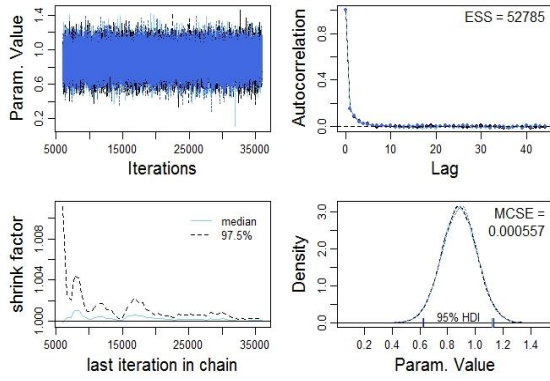 Param. Value
1.4
1.0
0.6
0.2
5000 15000 25000 35000
Iterations
Autocorrelation
0.8
0.4
0.0
ESS = 52785
0 10 20 30 40
Lag
shrink factor
1.008
1.004
1.000
median
97.5%
5000 15000 25000 35000
last iteration in chain
Density
3.0
2.0
1.0
0.0
MCSE =
0.000557
95% HDI
0.2 0.4 0.6 0.8 1.0 1.2 1.4
Param. Value